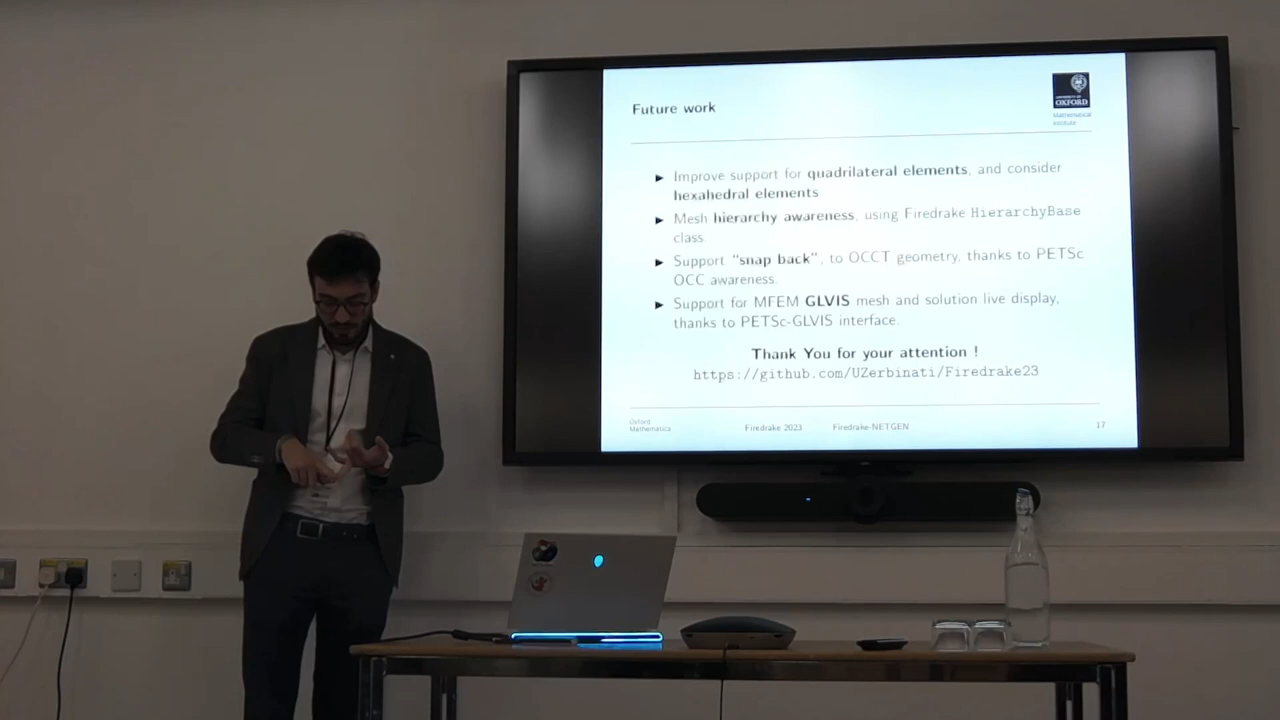 Future work
UNIVERSITY OF
OXFORD
Mathematical
Institute
► Improve support for quadrilateral elements, and consider
hexahedral elements
► Mesh hierarchy awareness, using Firedrake HierarchyBase
class.
► Support “snap back”, to OCCT geometry, thanks to PETSc
OCC awareness.
► Support for MFEM GLVIS mesh and solution live display,
thanks to PETSc-GLVIS interface.
Thank You for your attention !
https://github.com/UZerbinati/Firedrake23
Oxford
Mathematics
Firedrake 2023
Firedrake-NETGEN
17